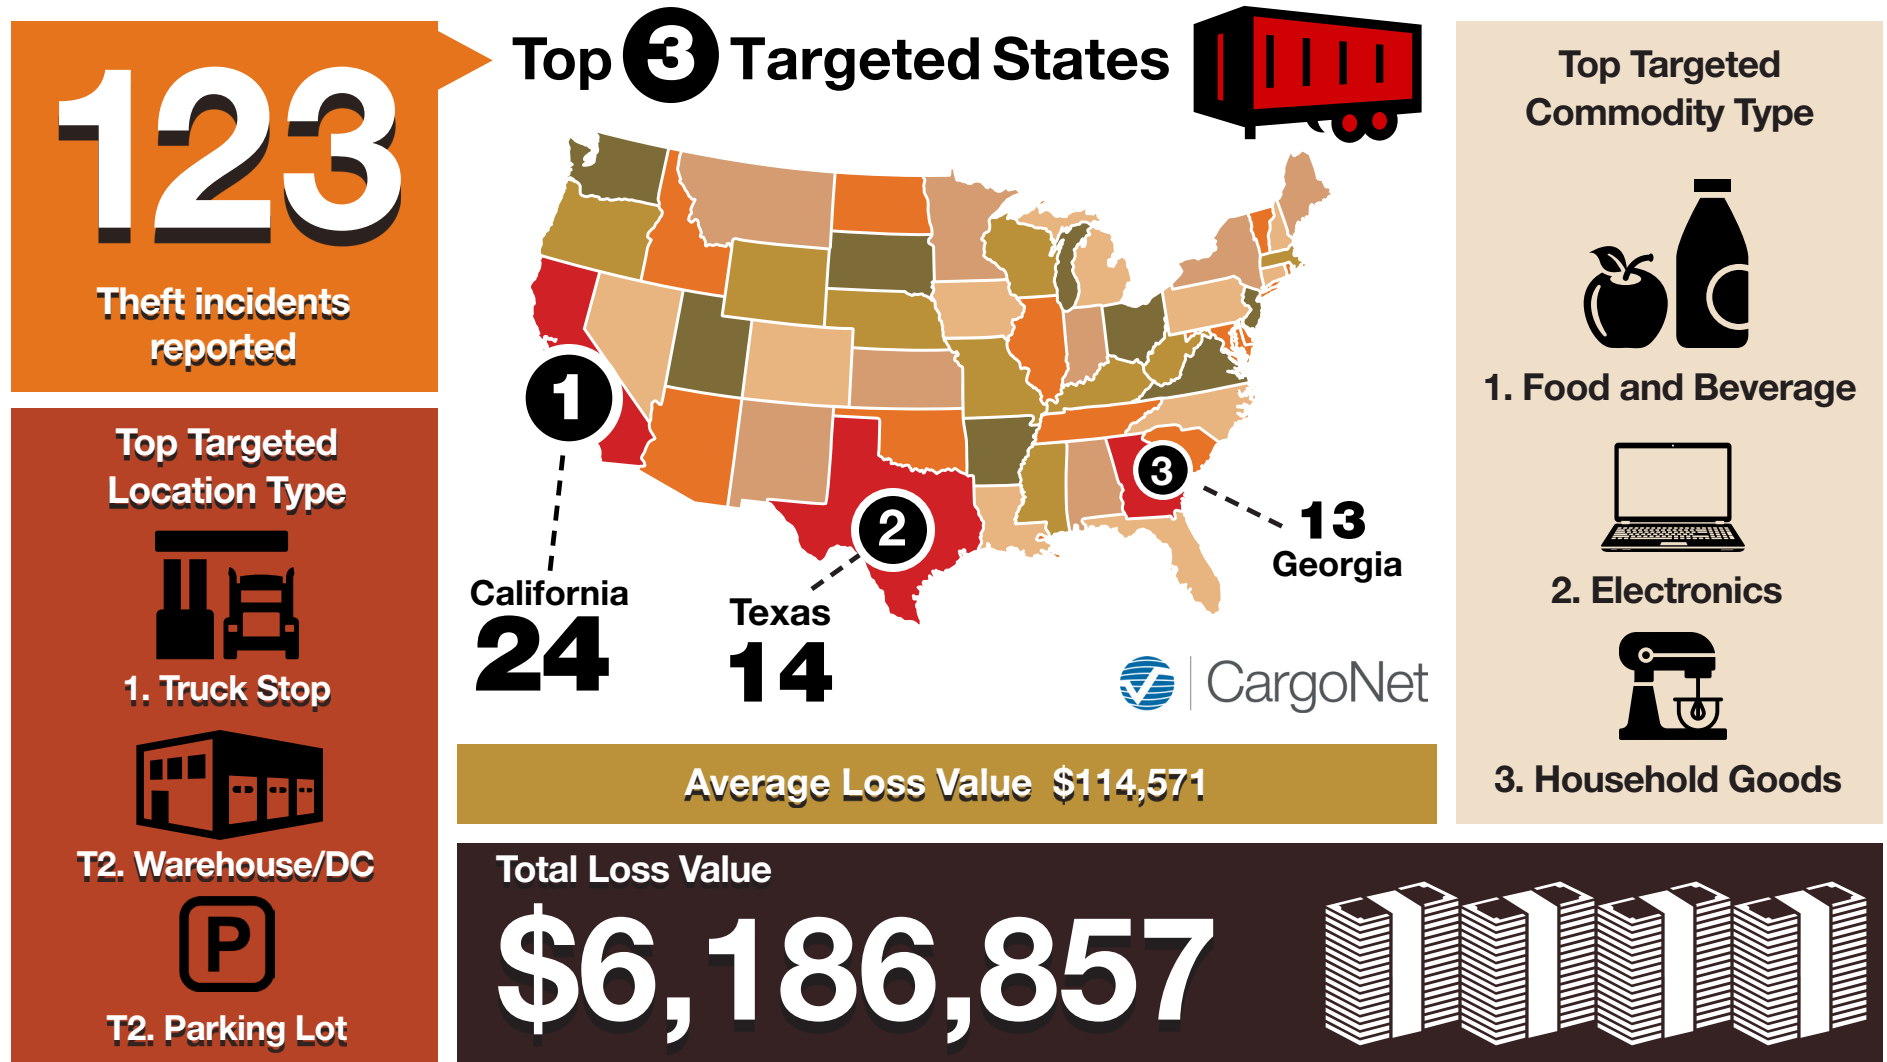 123
Theft incidents
reported
Top 3 Targeted States
1
2
3
California
24
Texas
14
13
Georgia
CargoNet
Top Targeted
Location Type
1. Truck Stop
T2. Warehouse/DC
P
T2. Parking Lot
Top Targeted
Commodity Type
1. Food and Beverage
2. Electronics
3. Household Goods
Average Loss Value $114,571
Total Loss Value
$6,186,857